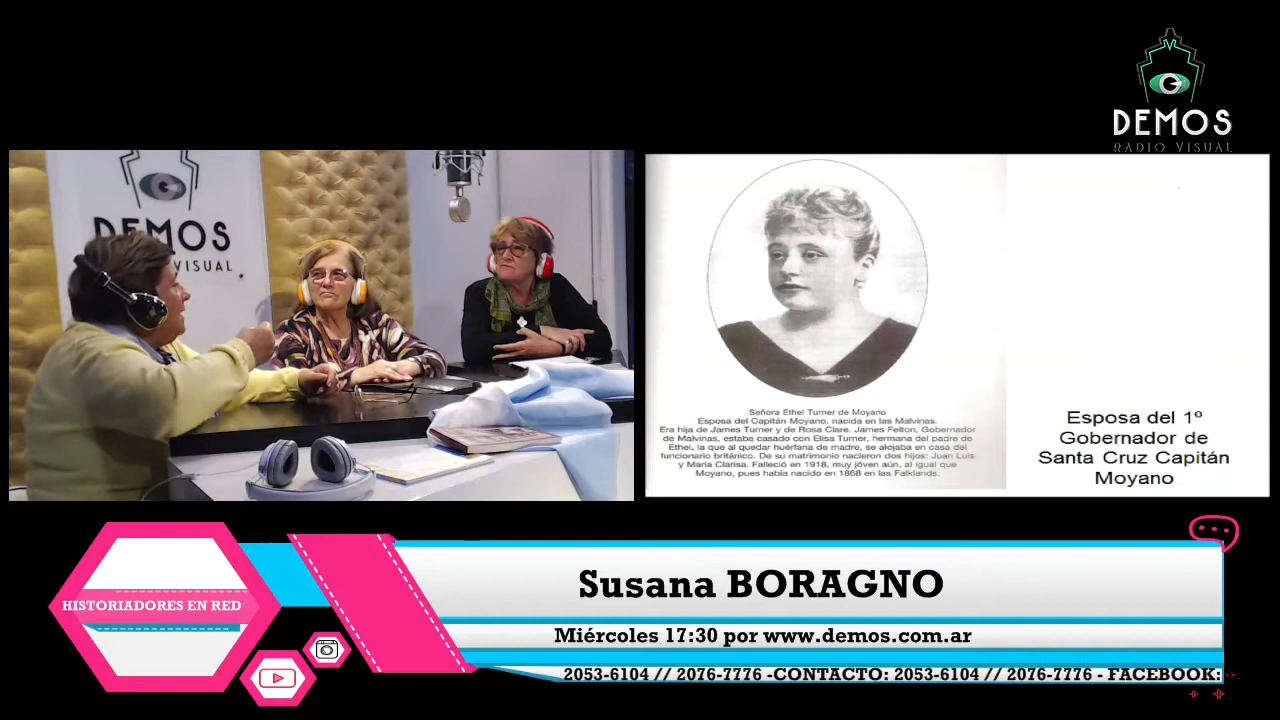 DEMOS
RADIO VISUAL
DEMOS
VISUAL
Señora Ethel Turner de Moyano
Esposa del Capitán Moyano, nacida en las Malvinas.
Era hija de James Turner y de Rosa Clare. James Felton, Gobernador
de Malvinas, estaba casado con Elisa Turner, hermana del padre de
Ethel, la que al quedar huérfana de madre, se alojaba en casa del
funcionario británico. De su matrimonio nacieron dos hijos: Juan Luis
y María Clarisa. Falleció en 1918, muy jóven aún, al igual que
Moyano, pues había nacido en 1868 en las Falklands.
Esposa del 1º
Gobernador de
Santa Cruz Capitán
Moyano
HISTORIADORES EN RED
Susana BORAGNO
Miércoles 17:30 por www.demos.com.ar
2053-6104 // 2076-7776 -CONTACTO: 2053-6104 // 2076-7776 - FACEBOOK: